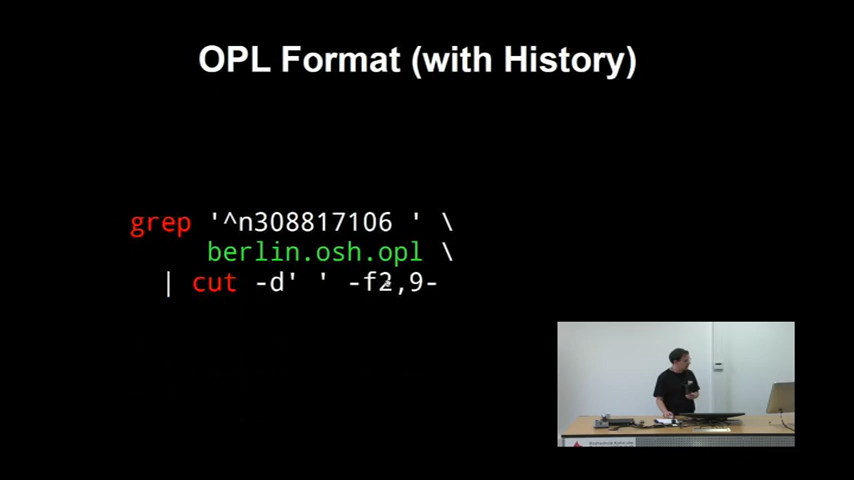 OPL Format (with History)
grep '^n308817106 ' \
berlin.osh.opl \
| cut -d' ' -f2,9-